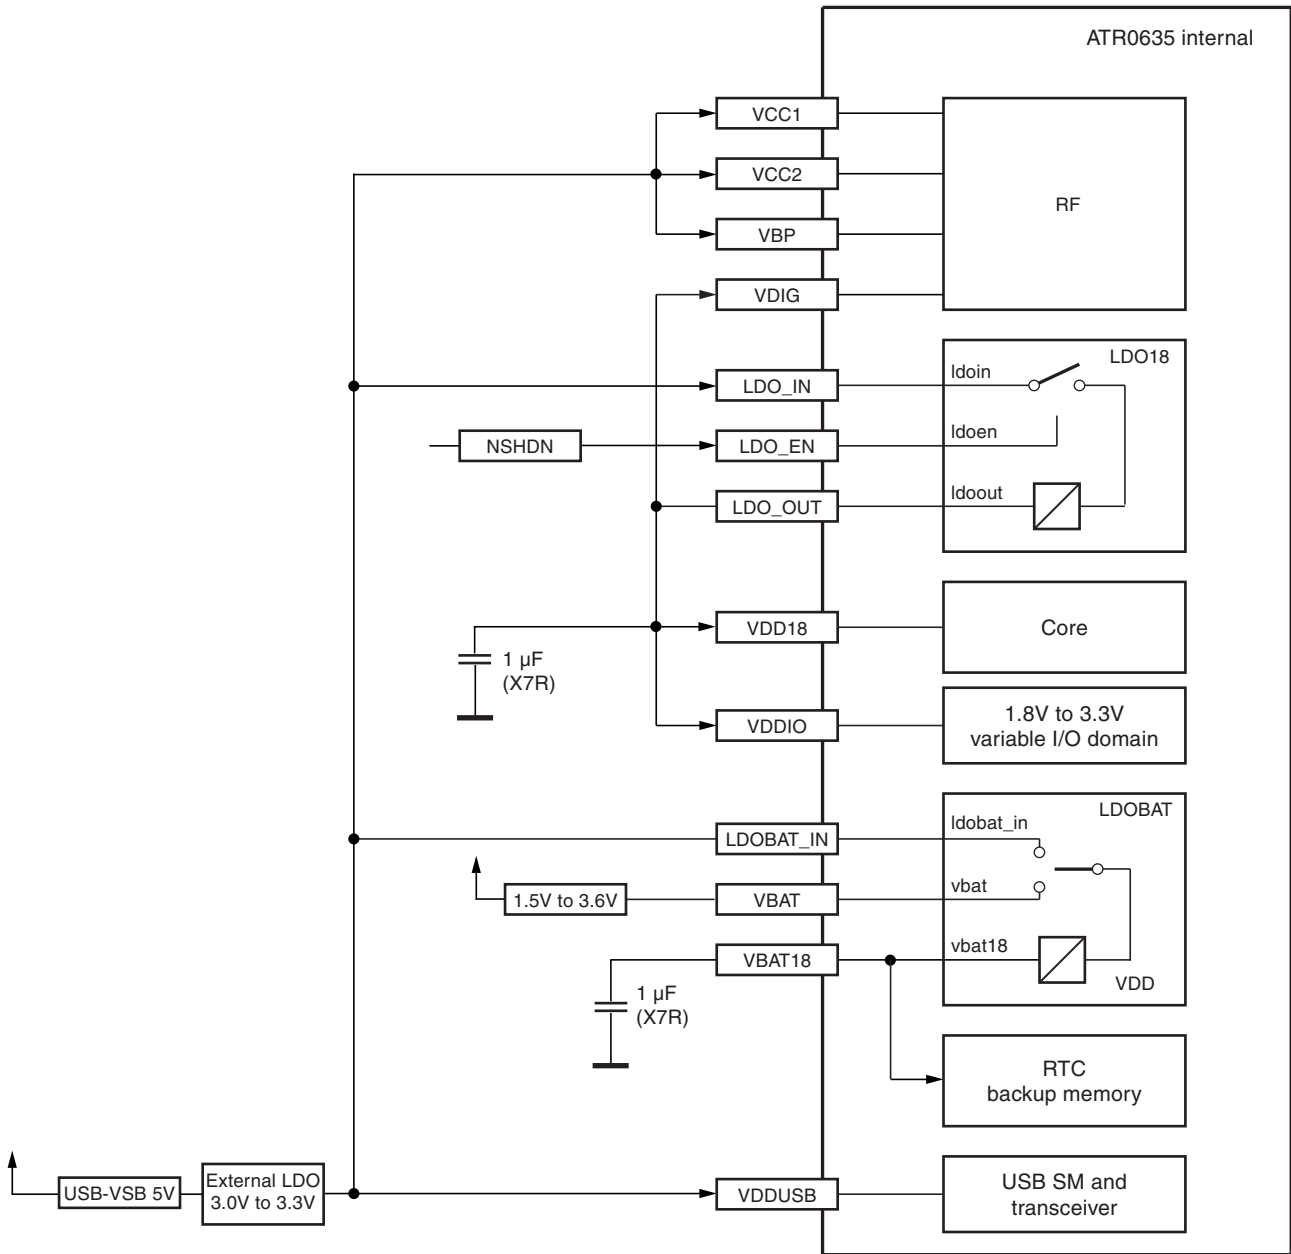 ATR0635 internal
VCC1
VCC2
VBP
VDIG
RF
LDO18
LDO_IN
ldoin
NSHDN
LDO_EN
ldoen
LDO_OUT
ldoout
VDD18
Core
1 µF
(X7R)
VDDIO
1.8V to 3.3V
variable I/O domain
LDOBAT
LDOBAT_IN
ldobat_in
1.5V to 3.6V
VBAT
vbat
VBAT18
vbat18
VDD
1 µF
(X7R)
RTC
backup memory
USB-VSB 5V
External LDO
3.0V to 3.3V
VDDUSB
USB SM and
transceiver